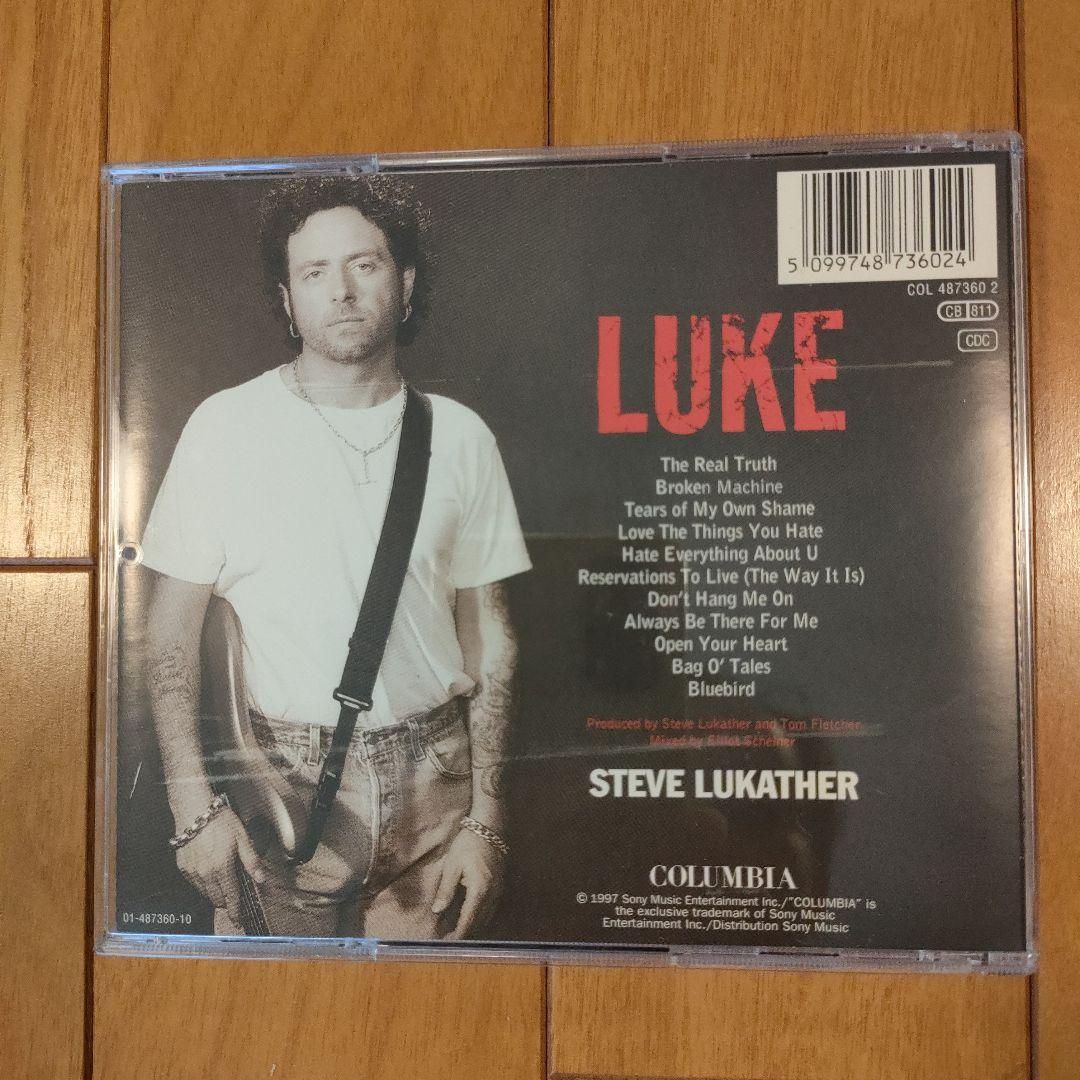 5 099748 736024
COL 487360 2
CB 811
CDC
LUKE
The Real Truth
Broken Machine
Tears of My Own Shame
Love The Things You Hate
Hate Everything About U
Reservations To Live (The Way It Is)
Don't Hang Me On
Always Be There For Me
Open Your Heart
Bag O' Tales
Bluebird
Produced by Steve Lukather and Tom Fletcher
Mixed by Elliot Scheiner
STEVE LUKATHER
COLUMBIA
© 1997 Sony Music Entertainment Inc./"COLUMBIA" is
the exclusive trademark of Sony Music
Entertainment Inc./Distribution Sony Music
01-487360-10